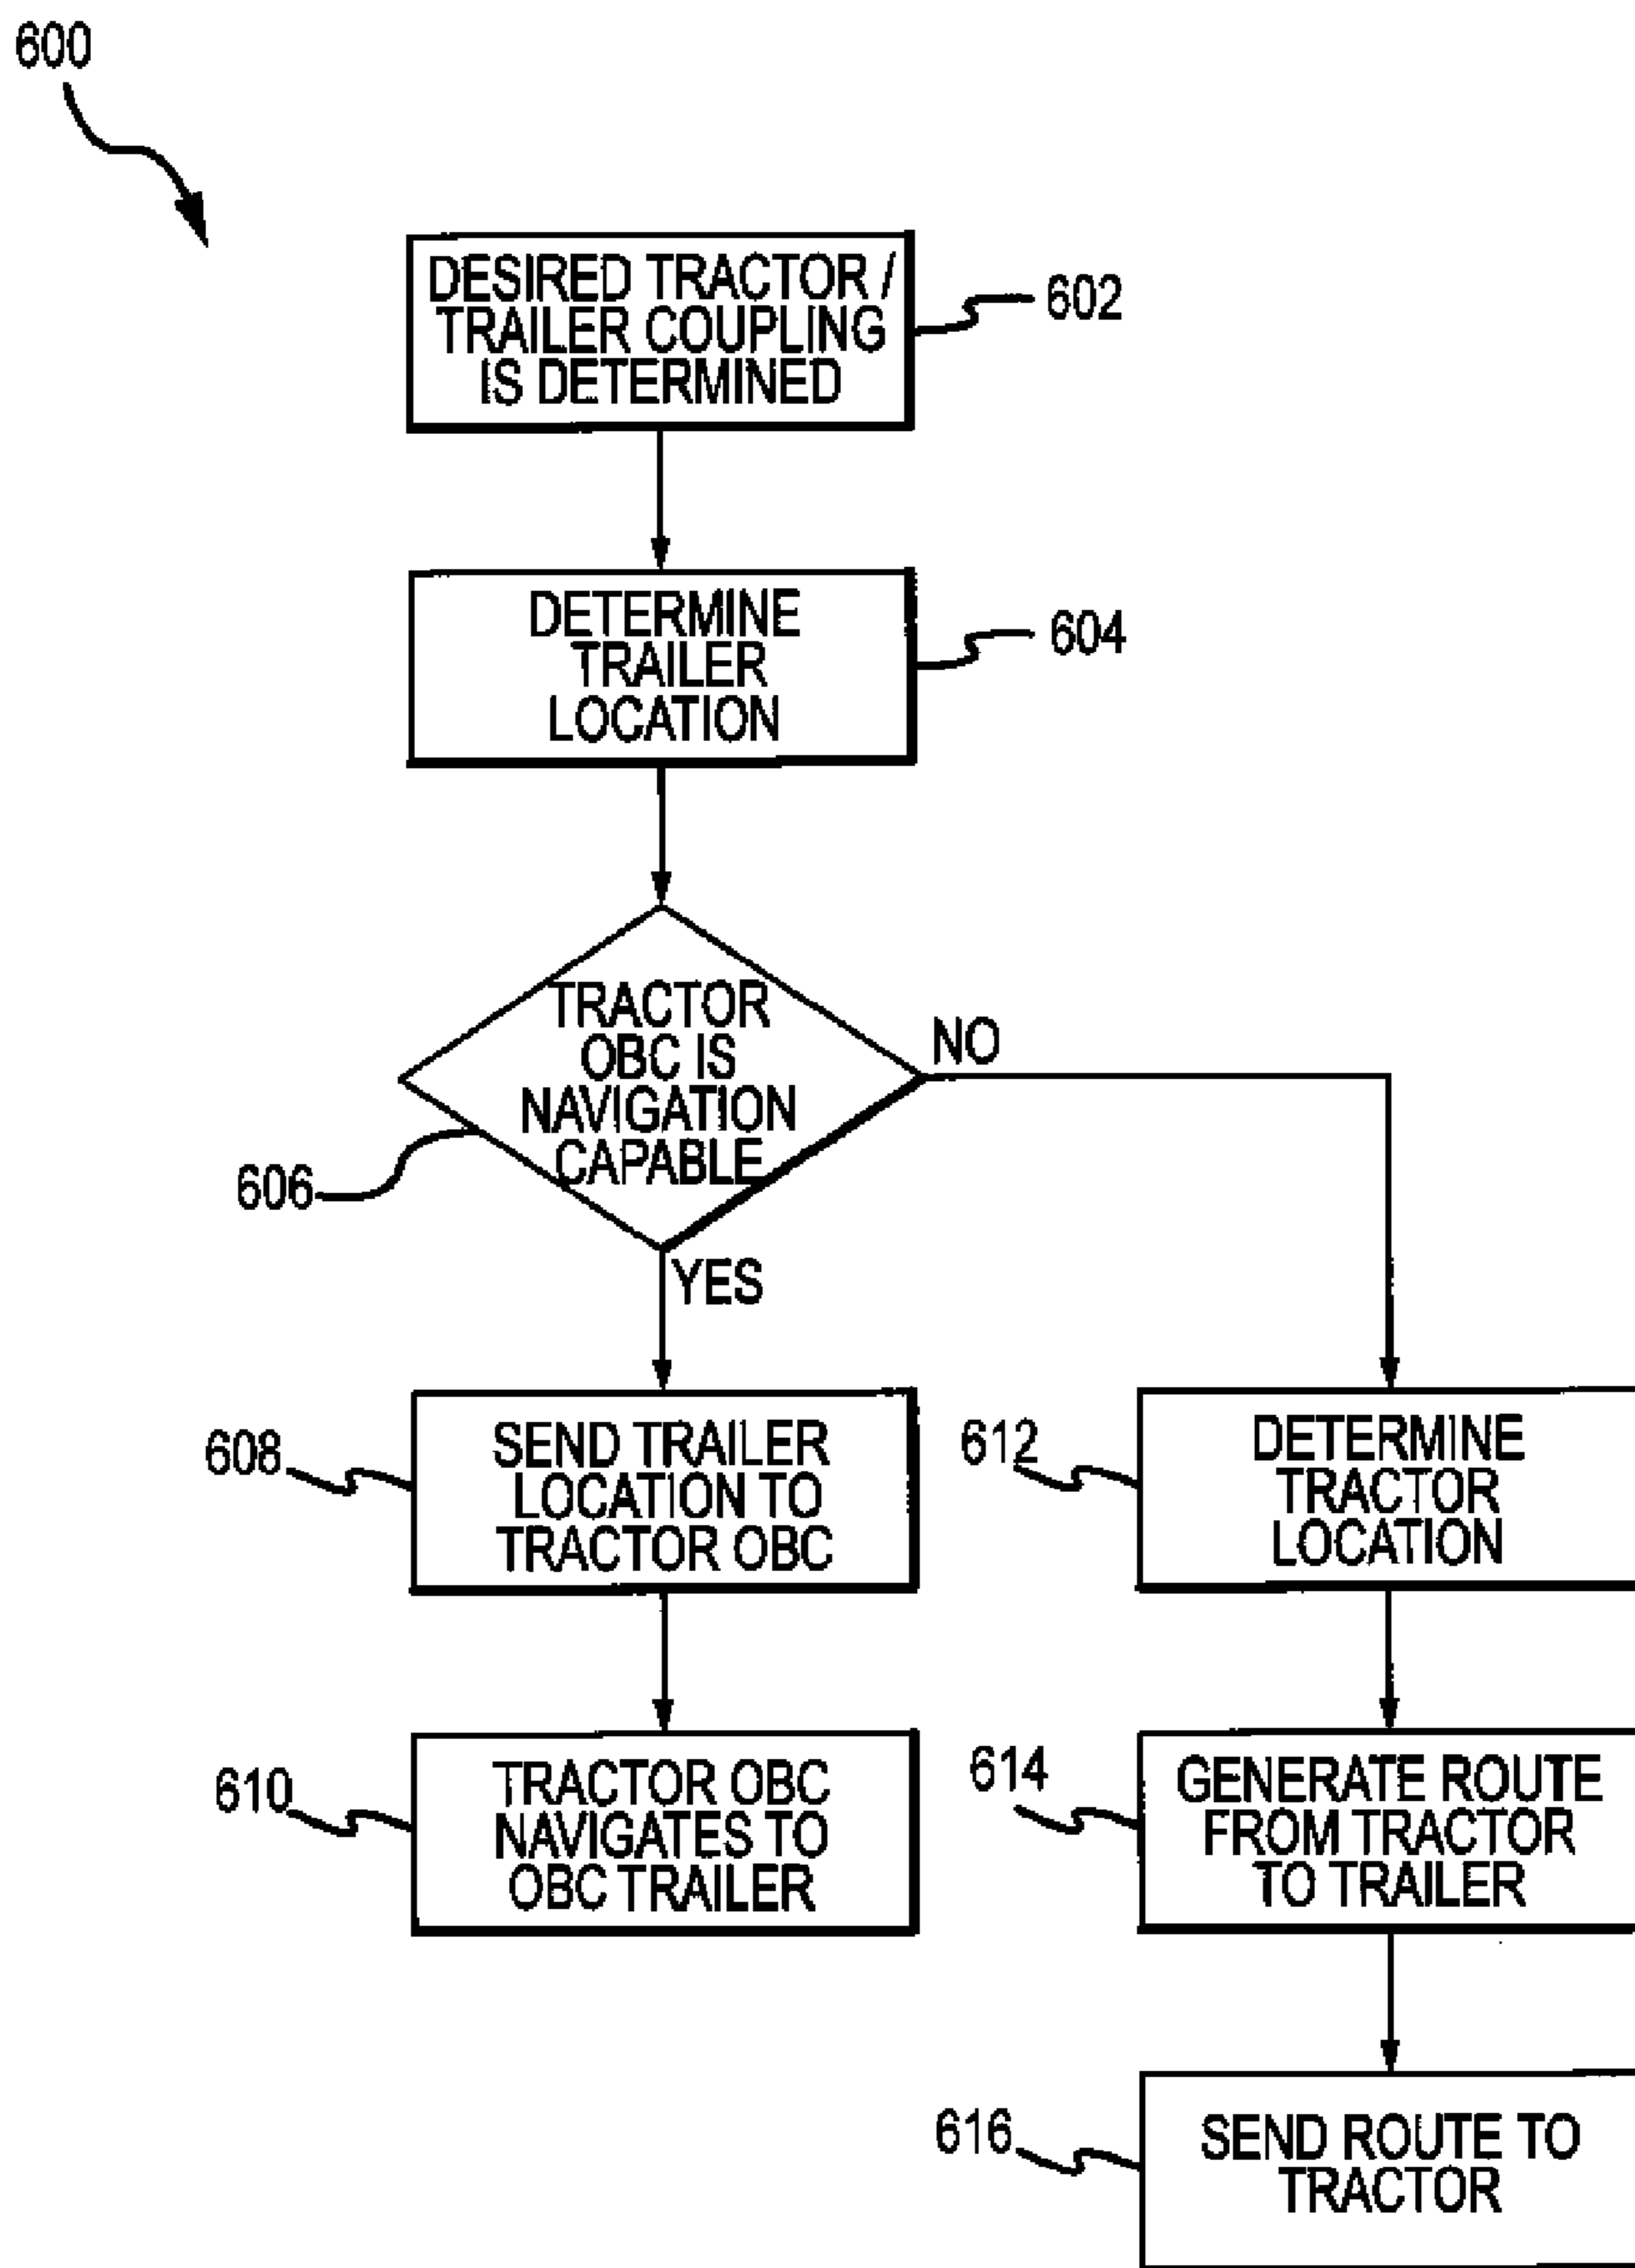 600
DESIRED TRACTOR /
TRAILER COUPLING
IS DETERMINED
602
DETERMINE
TRAILER
LOCATION
604
TRACTOR
OBC IS
NAVIGATION
CAPABLE
606
NO
YES
608
SEND TRAILER
LOCATION TO
TRACTOR OBC
612
DETERMINE
TRACTOR
LOCATION
610
TRACTOR OBC
NAVIGATES TO
OBC TRAILER
614
GENERATE ROUTE
FROM TRACTOR
TO TRAILER
616
SEND ROUTE TO
TRACTOR